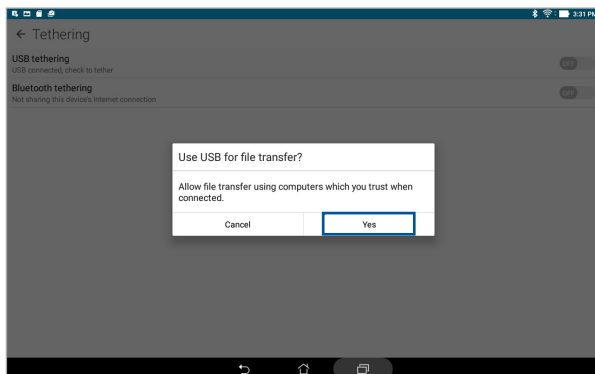 3:31 PM
Tethering
USB tethering
USB connected, check to tether
OFF
Bluetooth tethering
Not sharing this device's Internet connection
OFF
Use USB for file transfer?
Allow file transfer using computers which you trust when
connected.
Cancel
Yes